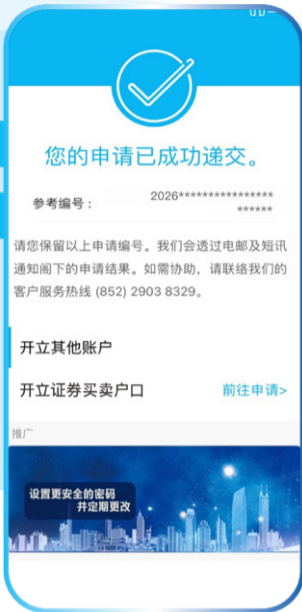 您的申请已成功递交。
参考编号：
2026****************
******
请您保留以上申请编号。我们会透过电邮及短讯
通知阁下的申请结果。如需协助，请联络我们的
客户服务热线 (852) 2903 8329。
开立其他账户
开立证券买卖户口 前往申请>
推广
设置更安全的密码
并定期更改